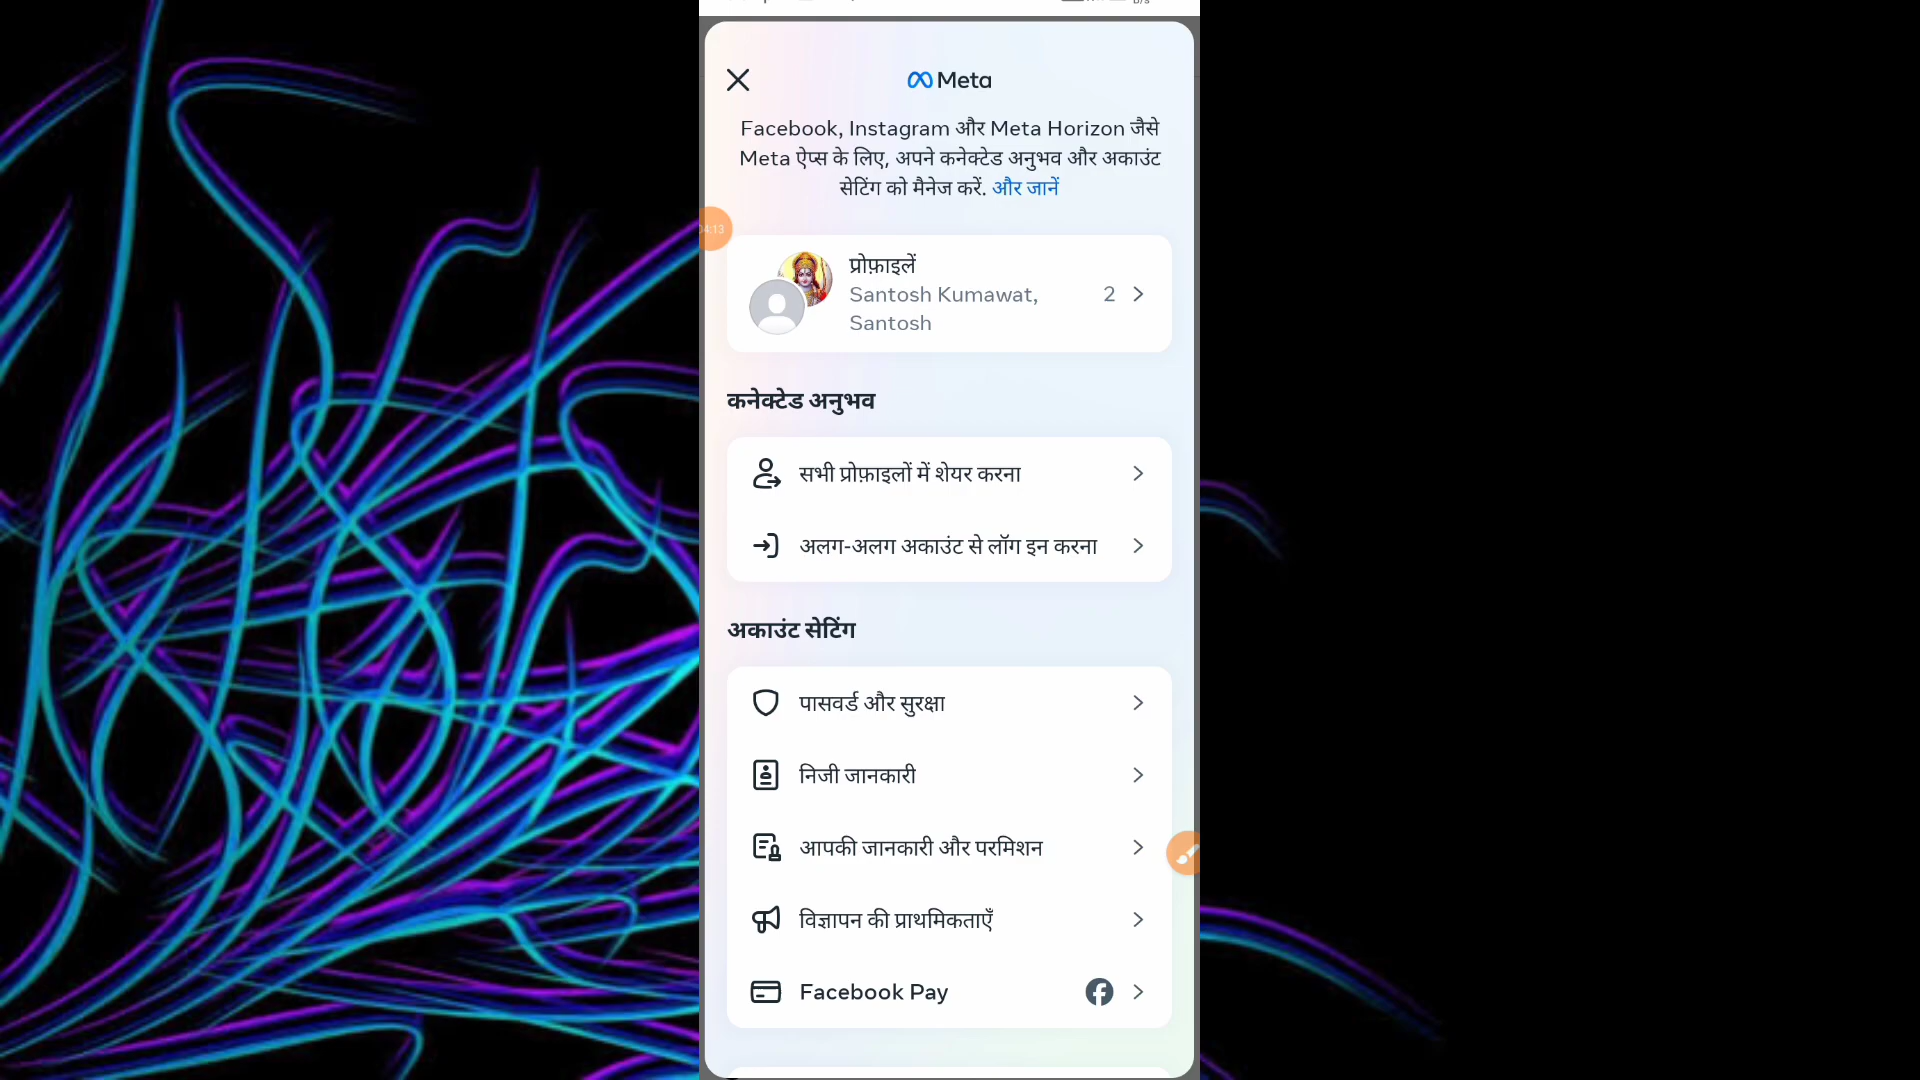 Meta
Facebook, Instagram और Meta Horizon जैसे
Meta ऐप्स के लिए, अपने कनेक्टेड अनुभव और अकाउंट
सेटिंग को मैनेज करें. और जानें
04:13
प्रोफ़ाइलें
Santosh Kumawat,
Santosh
2
कनेक्टेड अनुभव
सभी प्रोफ़ाइलों में शेयर करना
अलग-अलग अकाउंट से लॉग इन करना
अकाउंट सेटिंग
पासवर्ड और सुरक्षा
निजी जानकारी
आपकी जानकारी और परमिशन
विज्ञापन की प्राथमिकताएँ
Facebook Pay